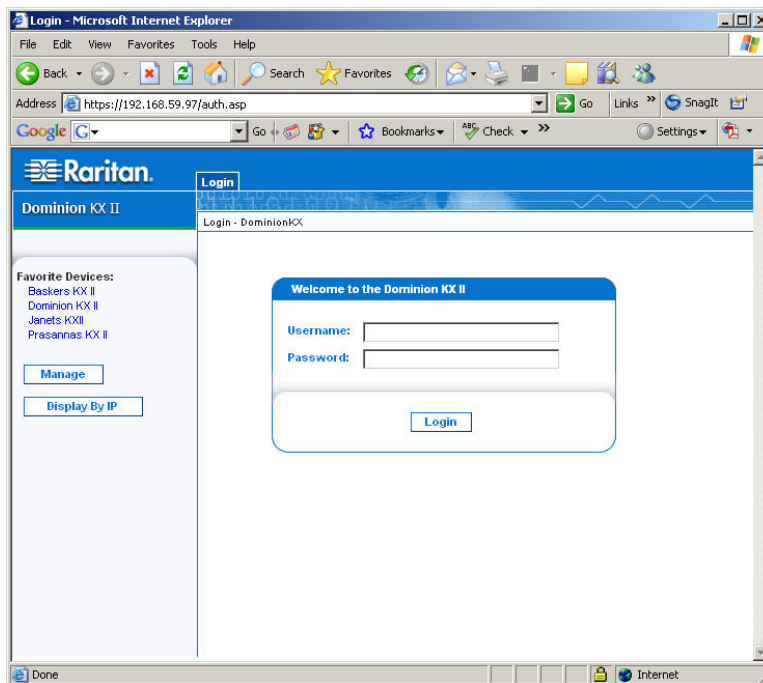 Login - Microsoft Internet Explorer
File Edit View Favorites Tools Help
Back Search Favorites
Address https://192.168.59.97/auth.asp Go Links » SnagIt
Google G Go Bookmarks ABC Check » Settings
Raritan.
Login
Dominion KX II
Login - DominionKX
Favorite Devices:
Baskers KX II
Dominion KX II
Janets KXII
Prasannas KX II
Manage
Display By IP
Welcome to the Dominion KX II
Username:
Password:
Login
Done Internet